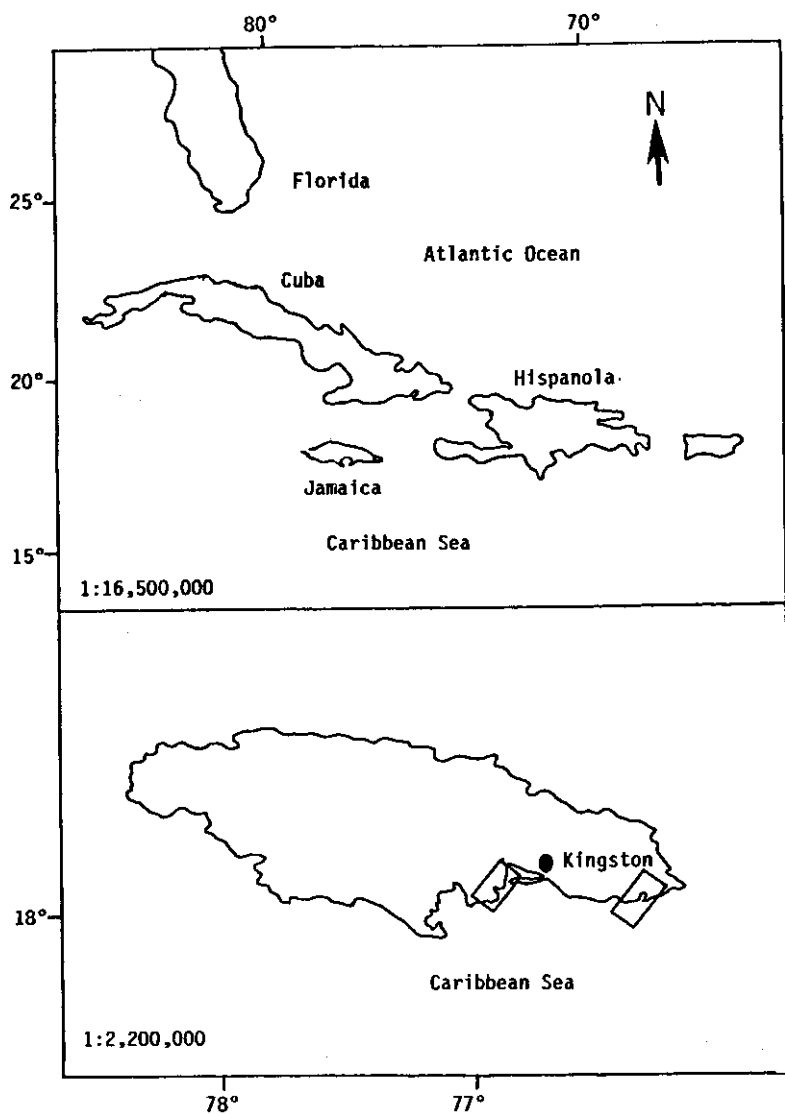 80°
70°
N
Florida
25°
Atlantic Ocean
Cuba
20°
Hispanola
Jamaica
Caribbean Sea
15°
1:16,500,000
Kingston
18°
Caribbean Sea
1:2,200,000
78°
77°